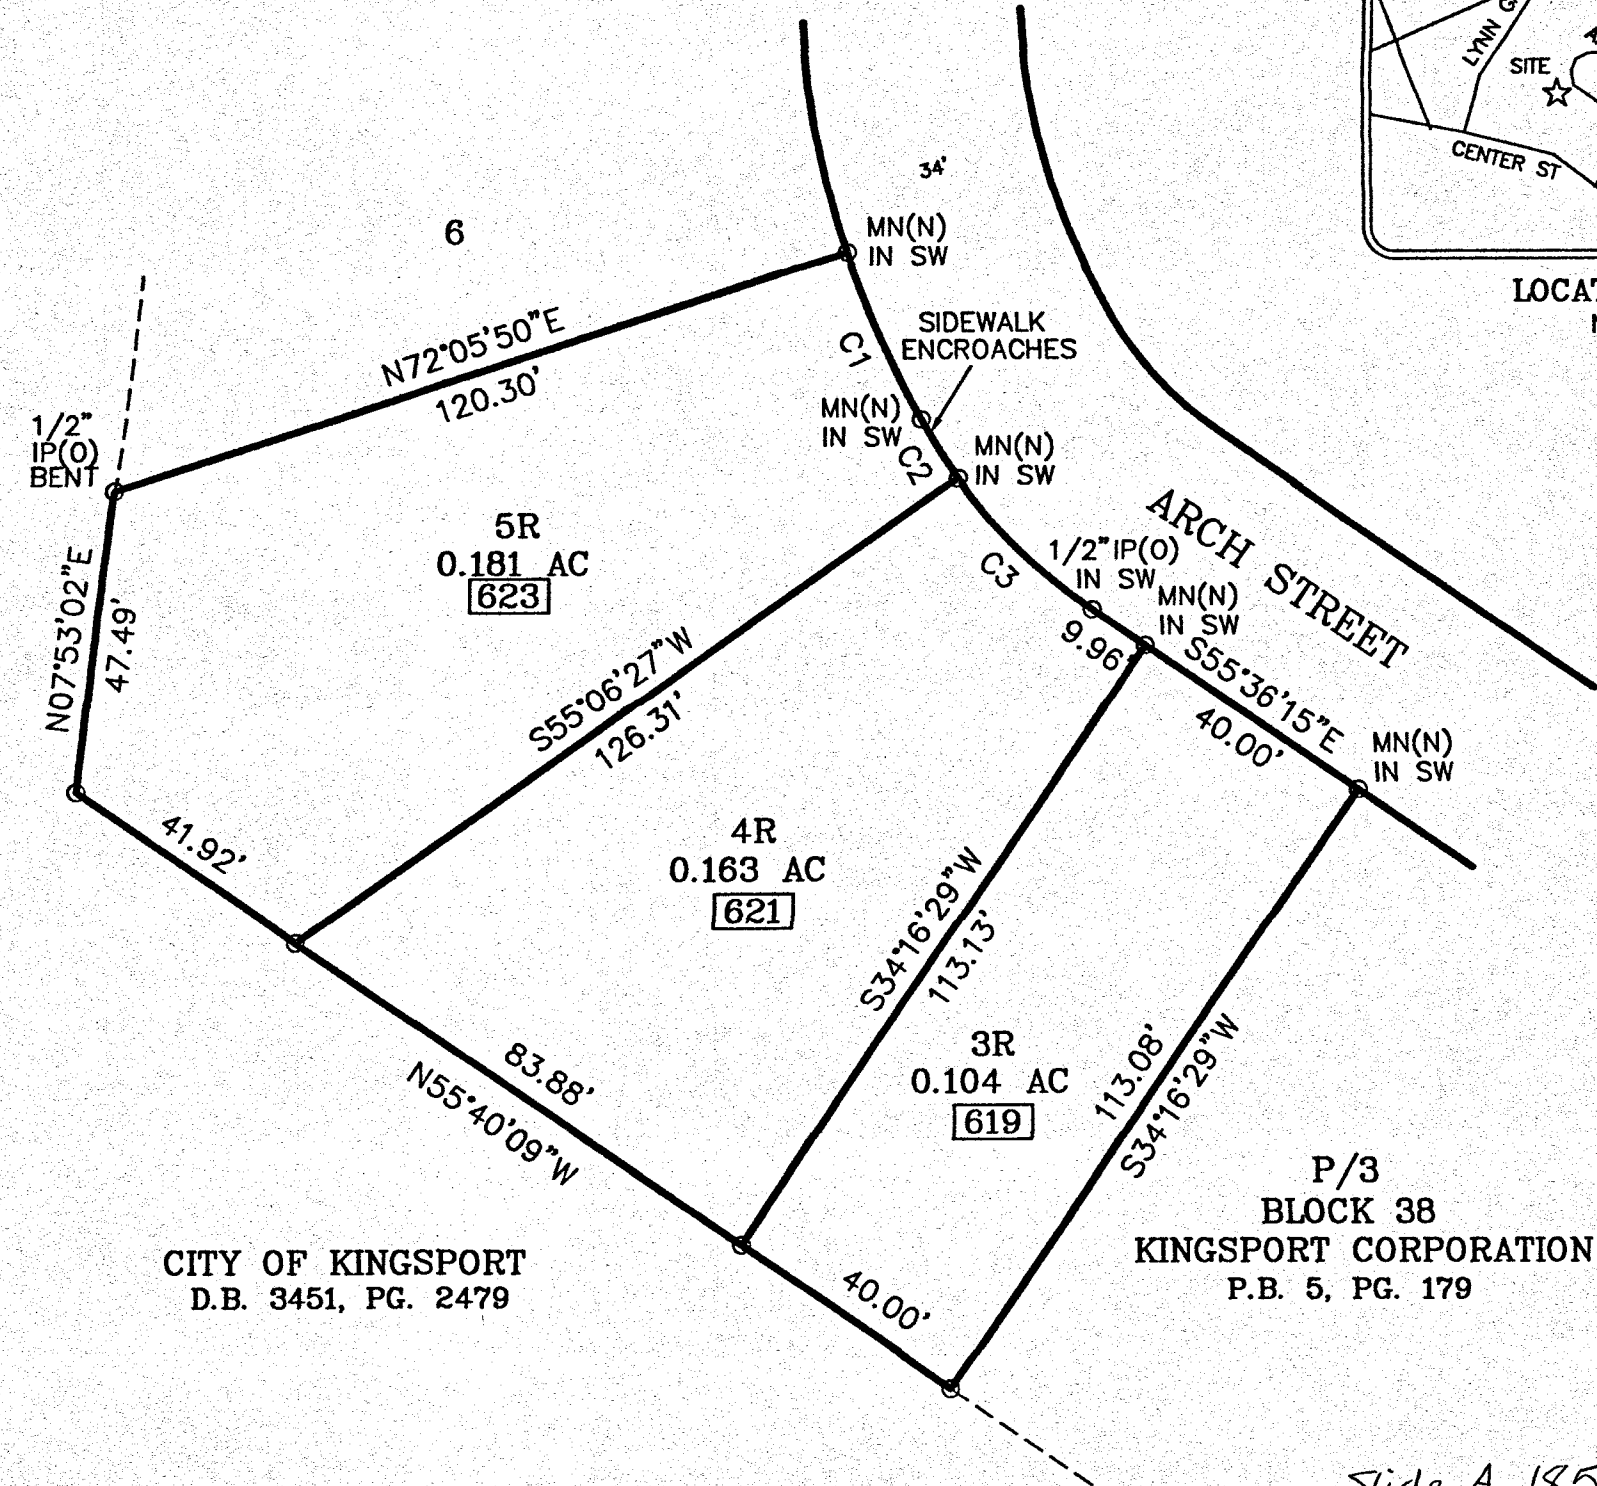 LYNN G
SITE
CENTER ST
LOCAT
34'
6
MN(N)
IN SW
N72°05'50"E
120.30'
C1
SIDEWALK
ENCROACHES
1/2"
IP(O)
BENT
MN(N)
IN SW
C2
MN(N)
IN SW
ARCH STREET
5R
0.181 AC
623
C3
1/2" IP(O)
IN SW
MN(N)
IN SW
9.96'
S55°36'15"E
40.00'
MN(N)
IN SW
N07°53'02"E
47.49'
S55°06'27"W
126.31'
41.92'
4R
0.163 AC
621
S34°16'29"W
113.13'
3R
0.104 AC
619
113.08'
S34°16'29"W
83.88'
N55°40'09"W
40.00'
P/3
BLOCK 38
KINGSPORT CORPORATION
P.B. 5, PG. 179
CITY OF KINGSPORT
D.B. 3451, PG. 2479
Slide A 185